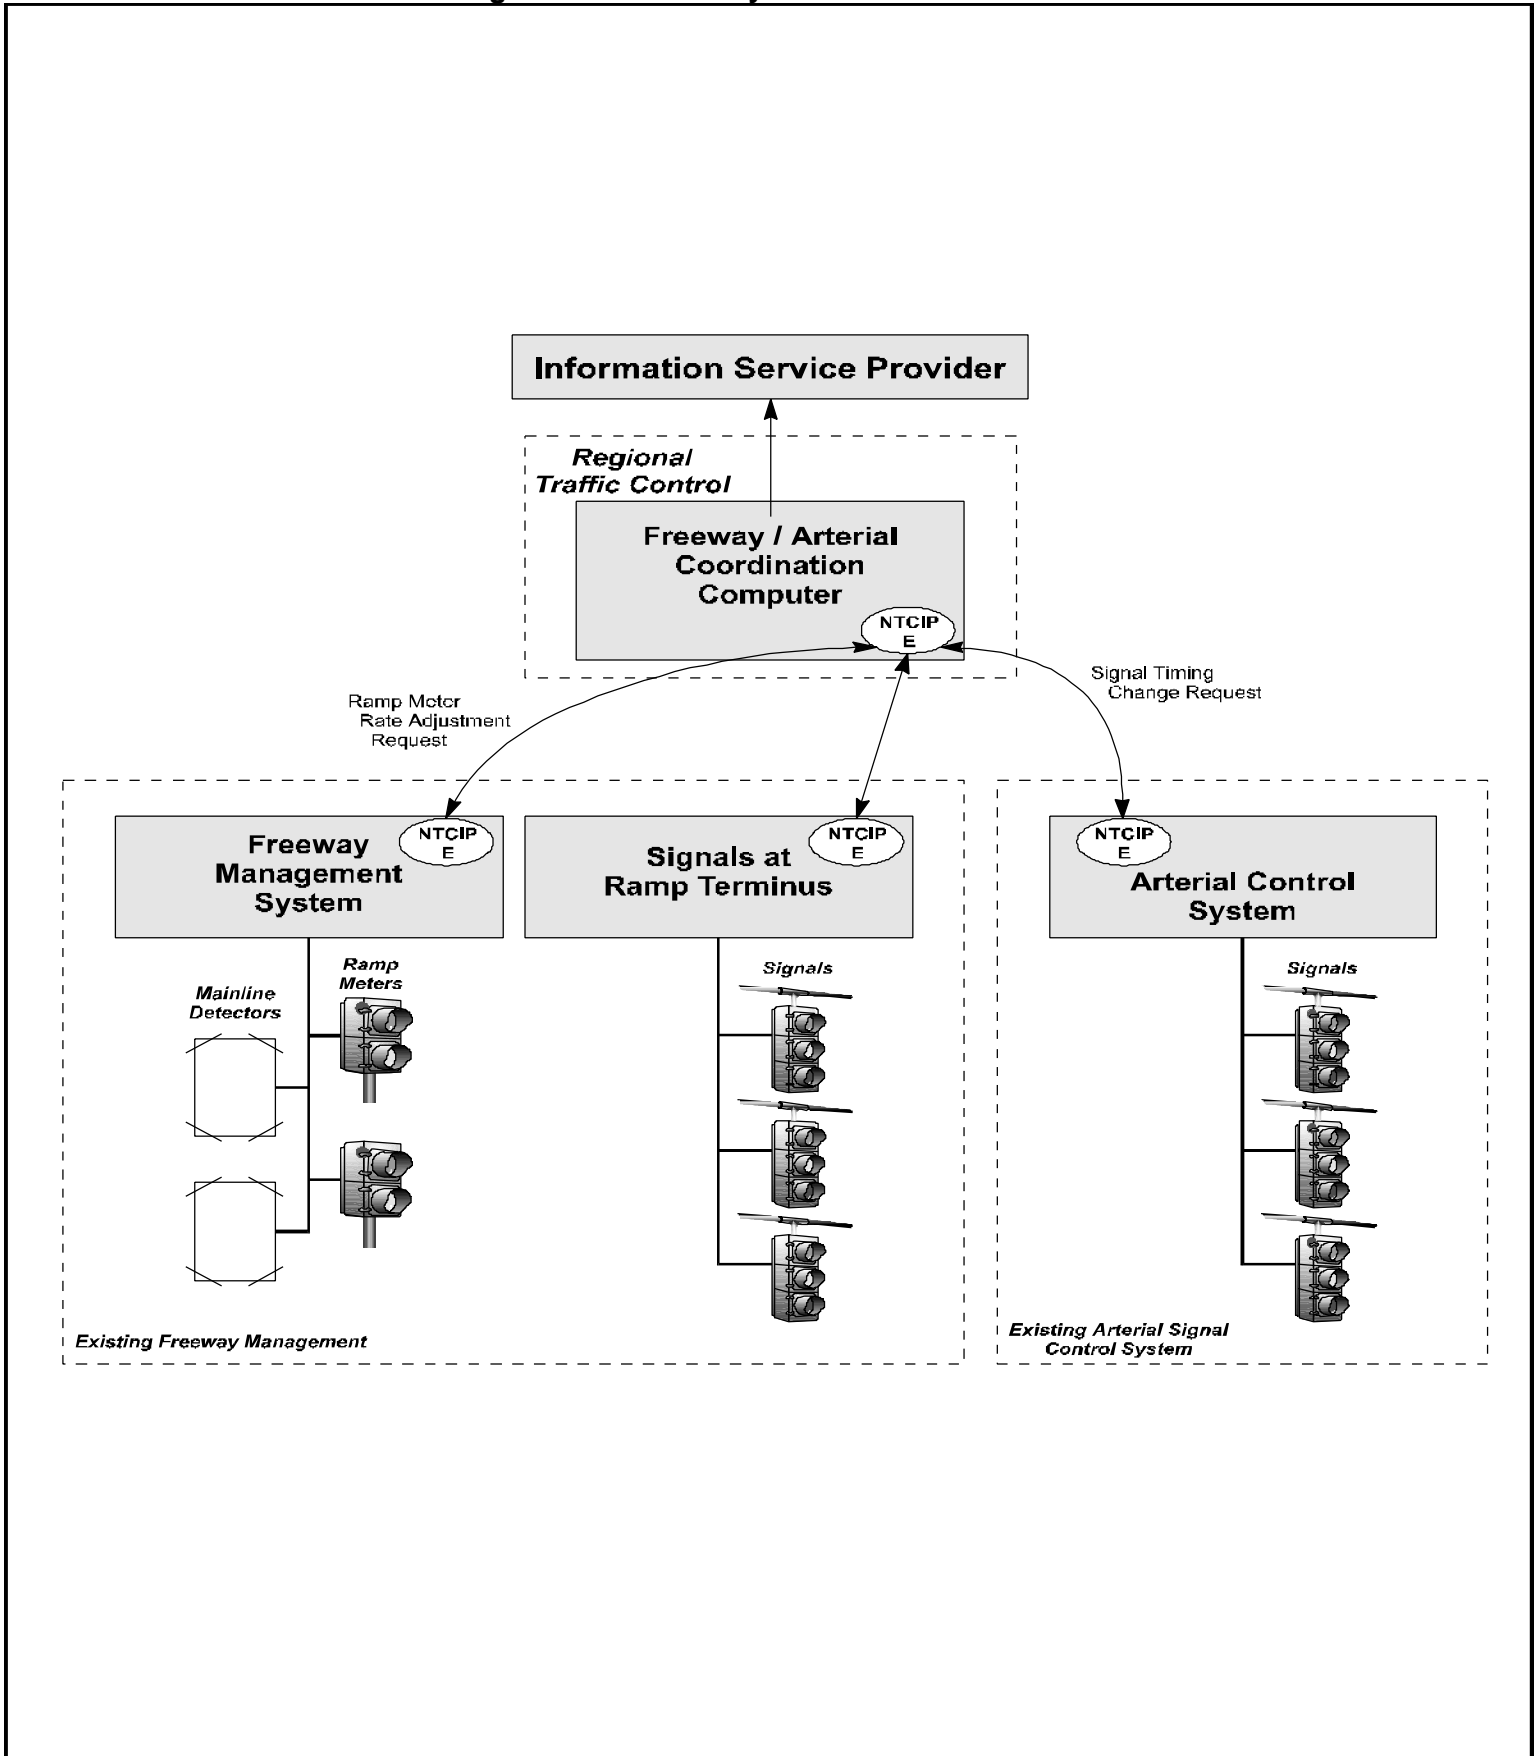 Information Service Provider
Regional
Traffic Control
Freeway / Arterial
Coordination
Computer
NTCIP
E
Ramp Meter
Rate Adjustment
Request
Signal Timing
Change Request
Freeway
Management
System
NTCIP
E
Signals at
Ramp Terminus
NTCIP
E
NTCIP
E
Arterial Control
System
Mainline
Detectors
Ramp
Meters
Signals
Signals
Existing Freeway Management
Existing Arterial Signal
Control System